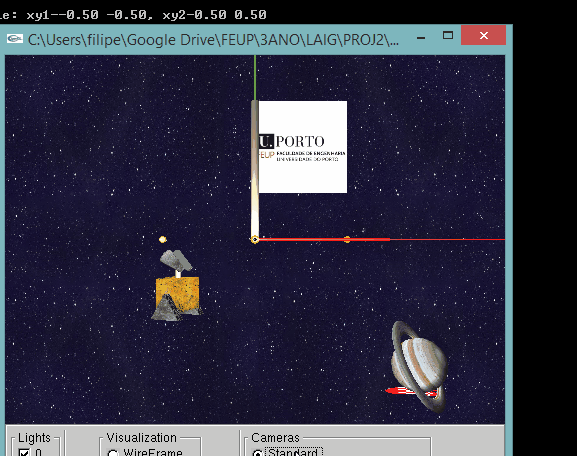 le: xy1--0.50 -0.50, xy2-0.50 0.50
C:\Users\filipe\Google Drive\FEUP\3ANO\LAIG\PROJ2\...
U. PORTO
FEUP FACULDADE DE ENGENHARIA
UNIVERSIDADE DO PORTO
Lights
Visualization
Cameras
0
WireFrame
Standard